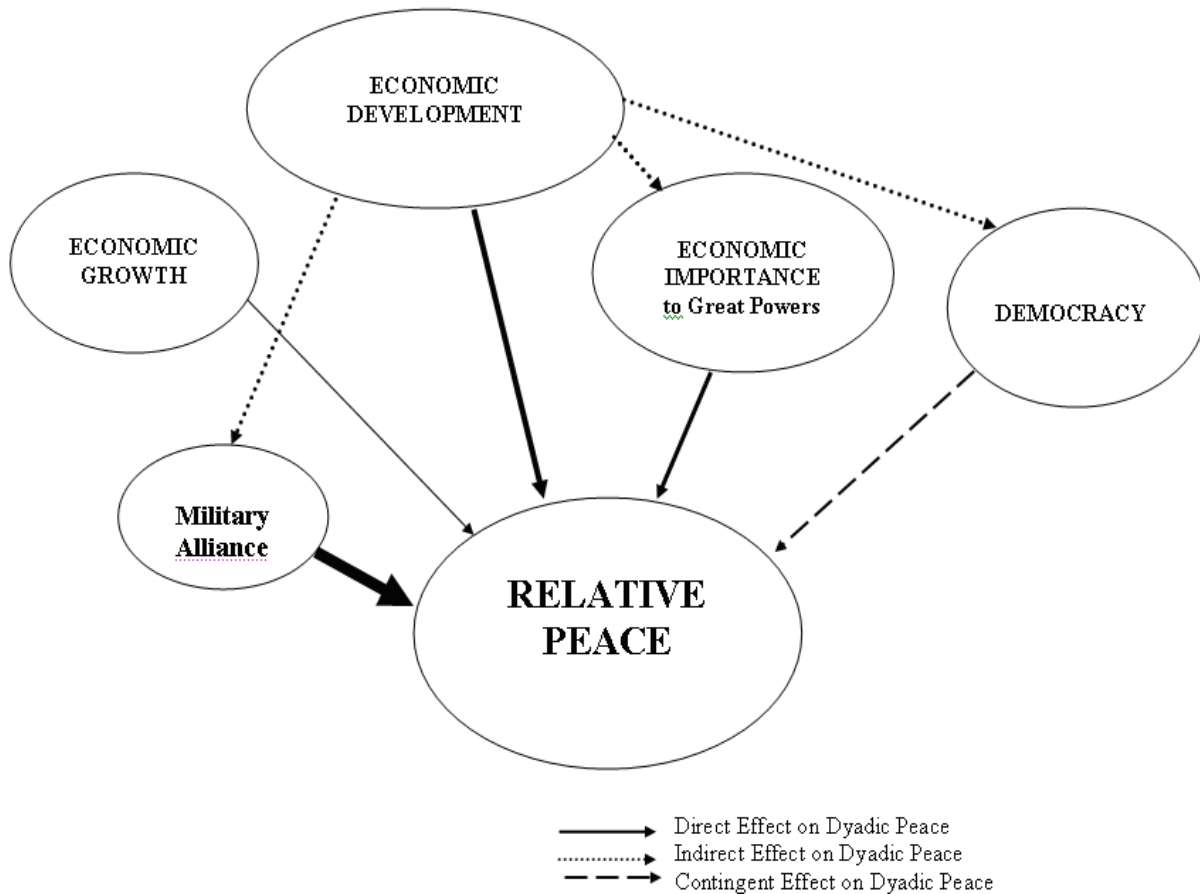 ECONOMIC
DEVELOPMENT
ECONOMIC
GROWTH
ECONOMIC
IMPORTANCE
to Great Powers
DEMOCRACY
Military
Alliance
RELATIVE
PEACE
Direct Effect on Dyadic Peace
Indirect Effect on Dyadic Peace
Contingent Effect on Dyadic Peace